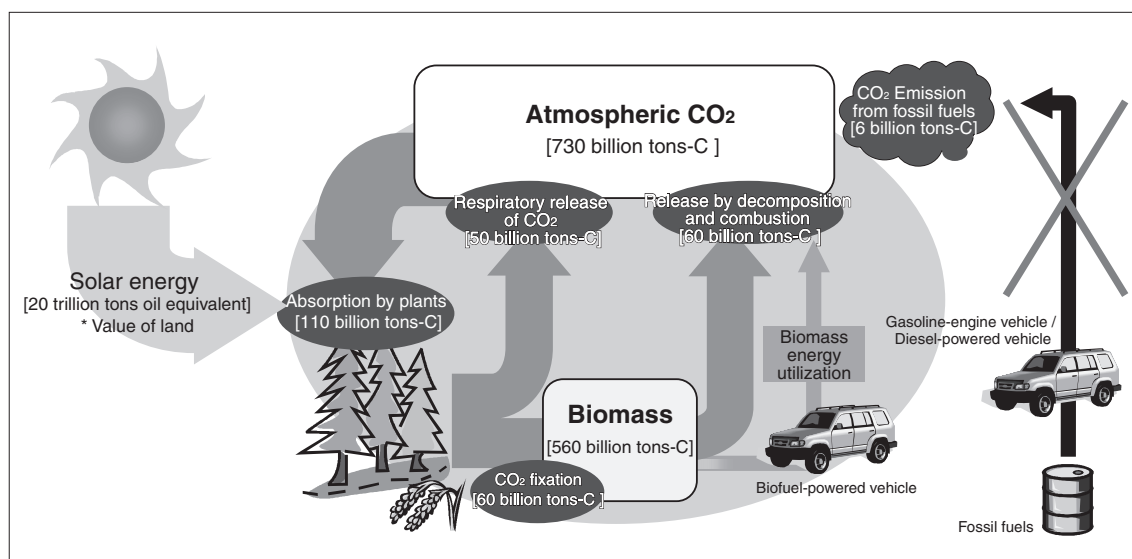 Atmospheric CO2
[730 billion tons-C ]
CO2 Emission
from fossil fuels
[6 billion tons-C]
Respiratory release
of CO2
[50 billion tons-C]
Release by decomposition
and combustion
[60 billion tons-C ]
Solar energy
[20 trillion tons oil equivalent]
* Value of land
Absorption by plants
[110 billion tons-C]
Biomass
energy
utilization
Gasoline-engine vehicle /
Diesel-powered vehicle
Biomass
[560 billion tons-C]
CO2 fixation
[60 billion tons-C ]
Biofuel-powered vehicle
Fossil fuels